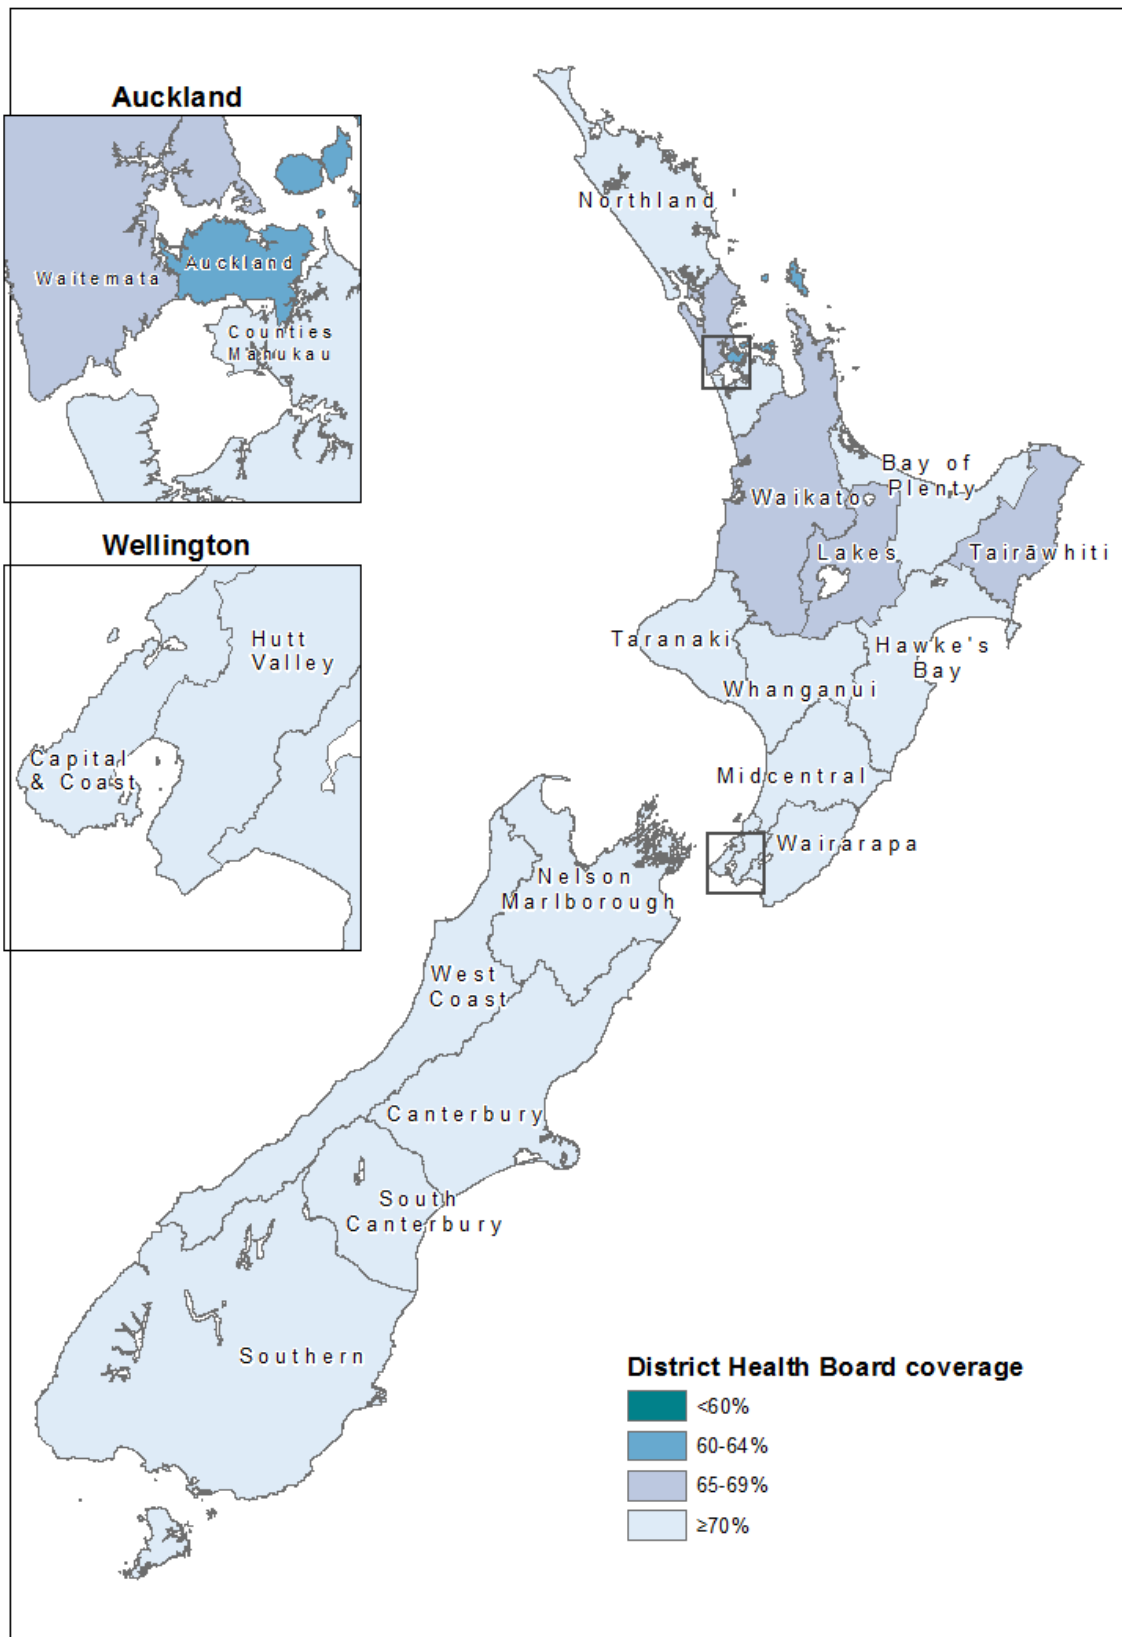 Auckland
Waitemata
Auckland
Counties
Manukau
Wellington
Hutt
Valley
Capital
& Coast
Northland
Bay of
Plenty
Waikato
Lakes
Tairāwhiti
Taranaki
Hawke's
Bay
Whanganui
Midcentral
Wairarapa
Nelson
Marlborough
West
Coast
Canterbury
South
Canterbury
Southern
District Health Board coverage
<60%
60-64%
65-69%
≥70%